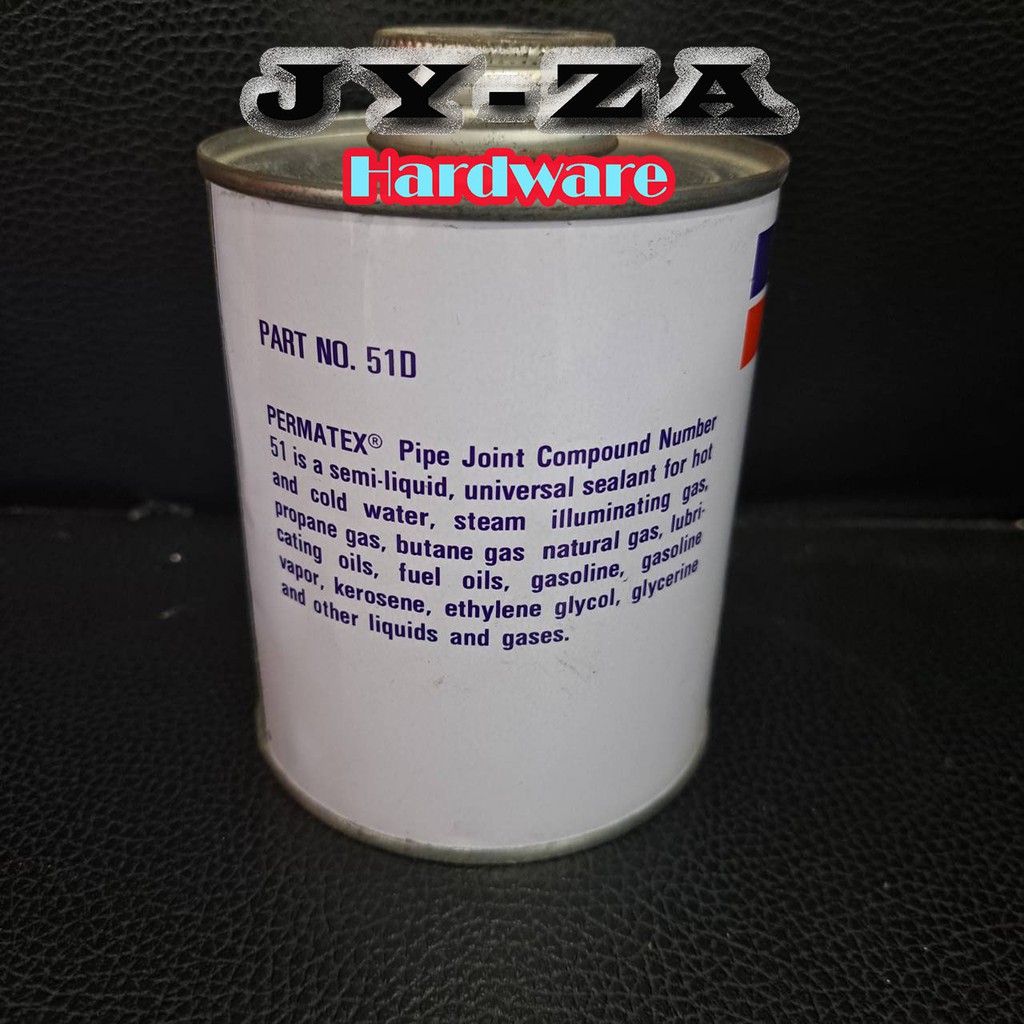 JY-ZA
Hardware
PART NO. 51D
PERMATEX® Pipe Joint Compound Number
51 is a semi-liquid, universal sealant for hot
and cold water, steam illuminating gas,
propane gas, butane gas natural gas, lubri-
cating oils, fuel oils, gasoline, gasoline
vapor, kerosene, ethylene glycol, glycerine
and other liquids and gases.